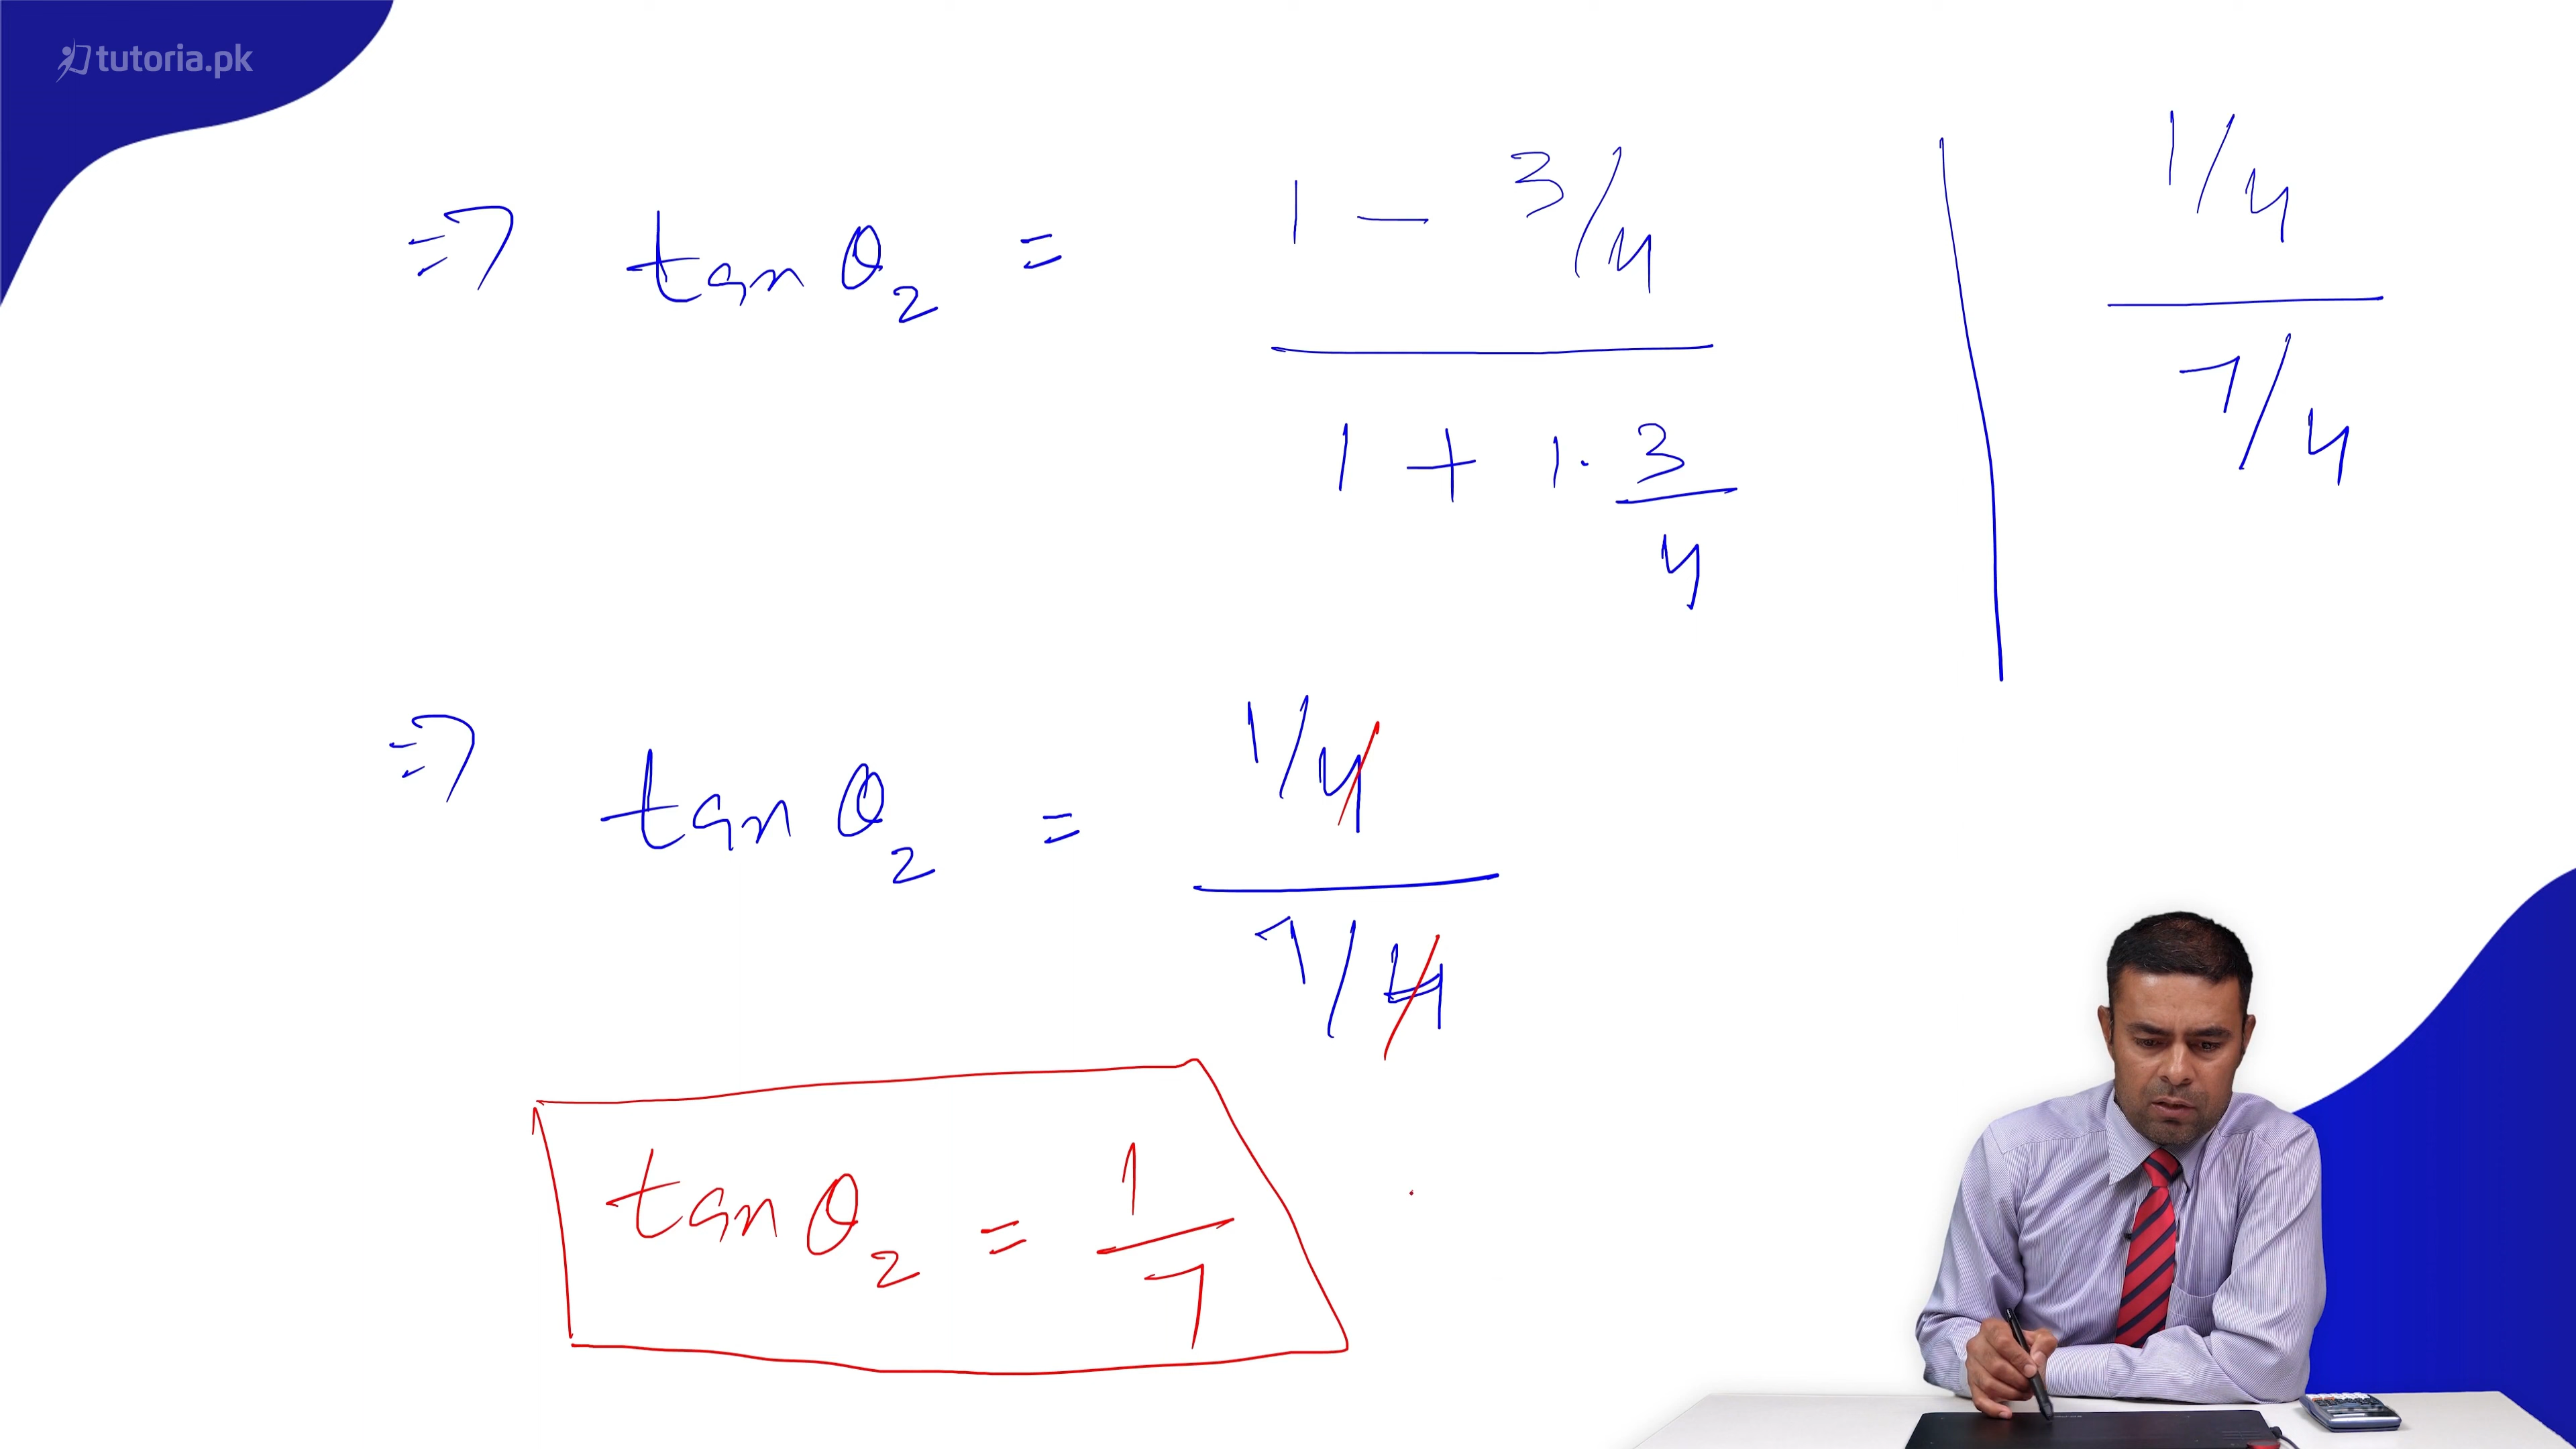 tutoria.pk
⇒ tan θ₂ = (1 - 3/4) / (1 + 1·3/4) | (1/4) / (7/4)
⇒ tan θ₂ = (1/4) / (7/4)
tan θ₂ = 1/7